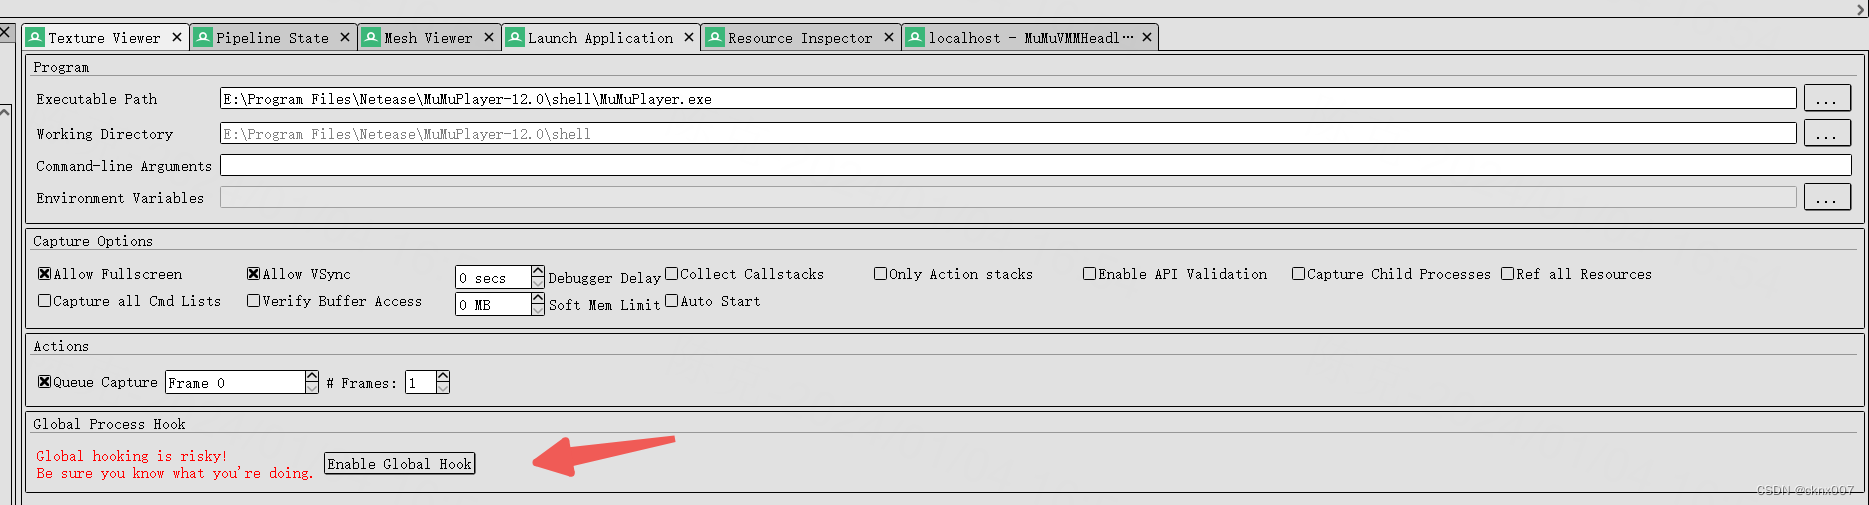 Texture Viewer × Pipeline State × Mesh Viewer × Launch Application × Resource Inspector × localhost - MuMuVMMHeadl… ×
Program
Executable Path E:\Program Files\Netease\MuMuPlayer-12.0\shell\MuMuPlayer.exe ...
Working Directory E:\Program Files\Netease\MuMuPlayer-12.0\shell ...
Command-line Arguments
Environment Variables ...
Capture Options
Allow Fullscreen Allow VSync 0 secs Debugger Delay Collect Callstacks Only Action stacks Enable API Validation Capture Child Processes Ref all Resources
Capture all Cmd Lists Verify Buffer Access 0 MB Soft Mem Limit Auto Start
Actions
Queue Capture Frame 0 # Frames: 1
Global Process Hook
Global hooking is risky!
Be sure you know what you're doing. Enable Global Hook
CSDN @cknx007